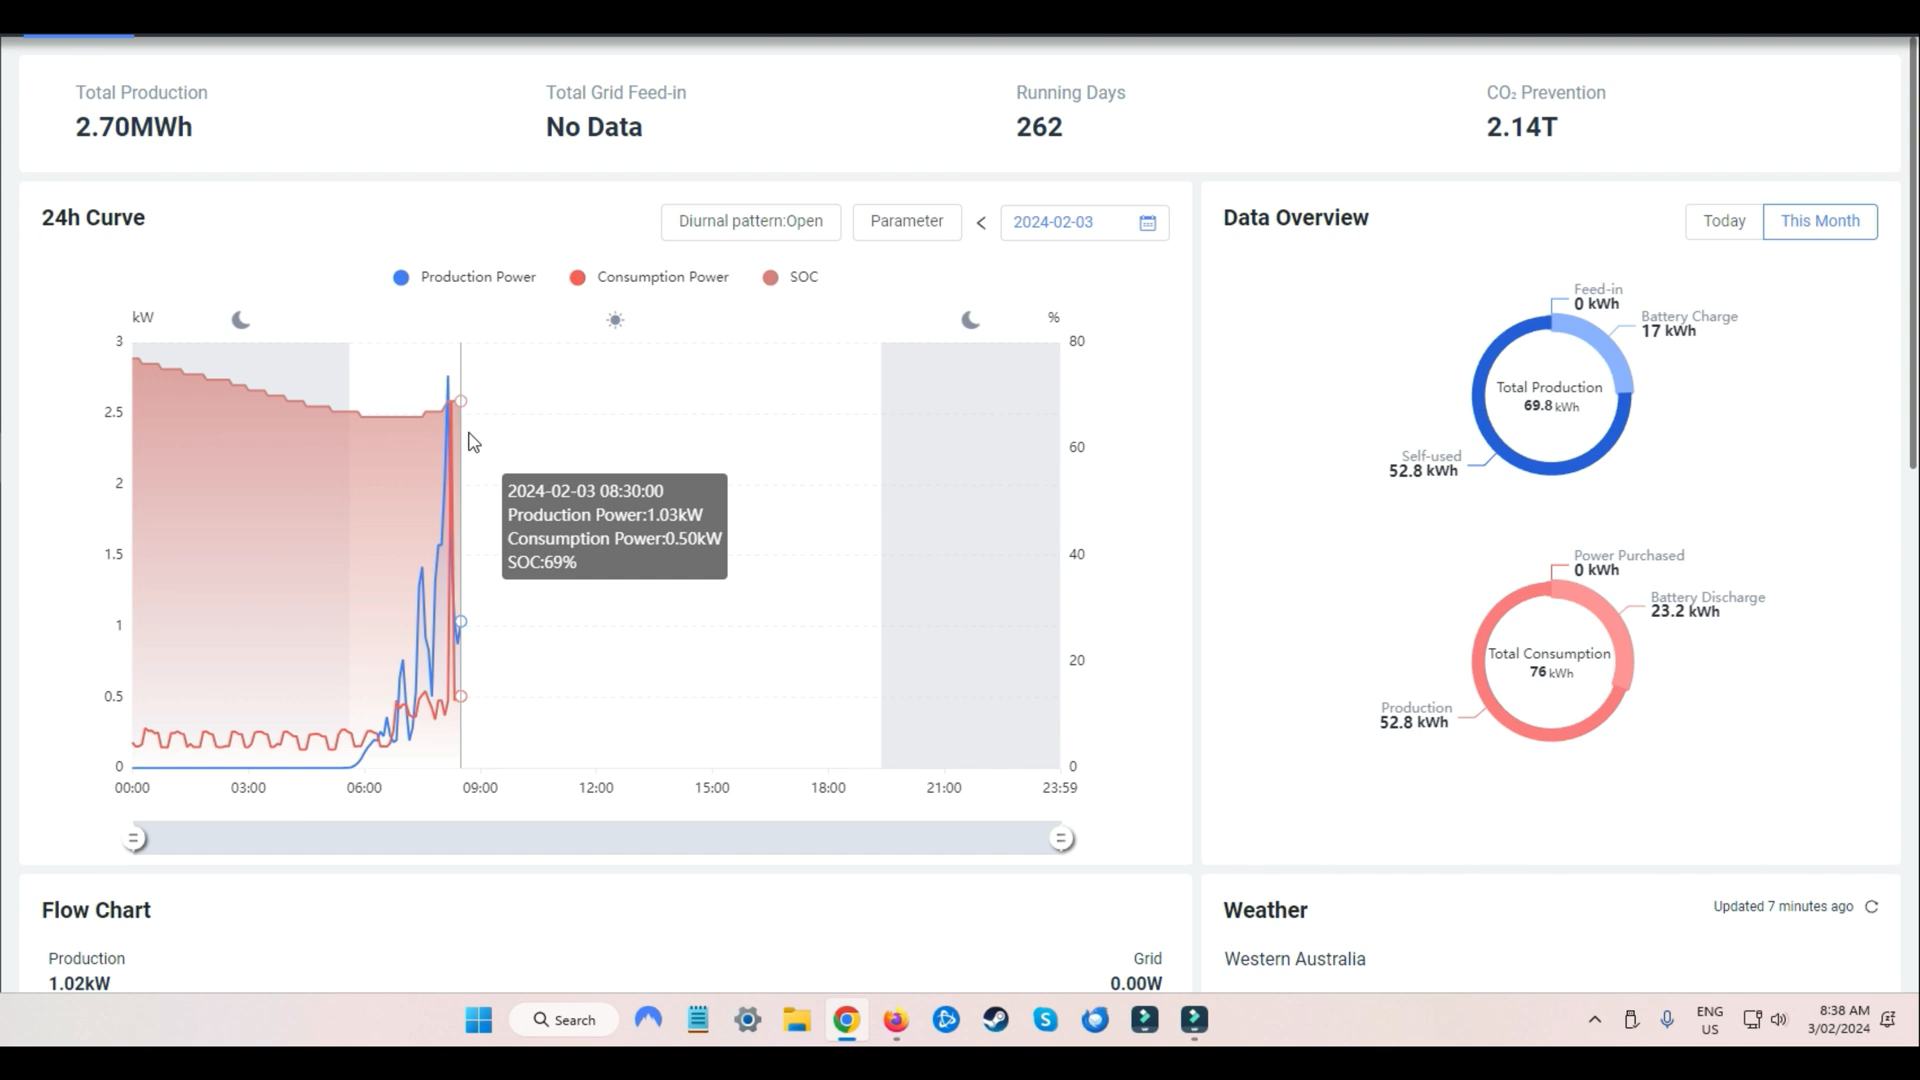 Total Production
2.70MWh
Total Grid Feed-in
No Data
Running Days
262
CO₂ Prevention
2.14T
24h Curve
Diurnal pattern:Open
Parameter
<
2024-02-03
Production Power
Consumption Power
SOC
kW
%
3
2.5
2
1.5
1
0.5
0
80
60
40
20
0
2024-02-03 08:30:00
Production Power:1.03kW
Consumption Power:0.50kW
SOC:69%
00:00
03:00
06:00
09:00
12:00
15:00
18:00
21:00
23:59
Data Overview
Today
This Month
Feed-in
0 kWh
Battery Charge
17 kWh
Total Production
69.8 kWh
Self-used
52.8 kWh
Power Purchased
0 kWh
Battery Discharge
23.2 kWh
Total Consumption
76 kWh
Production
52.8 kWh
Flow Chart
Production
1.02kW
Grid
0.00W
Weather
Updated 7 minutes ago
Western Australia
Search
ENG
US
8:38 AM
3/02/2024